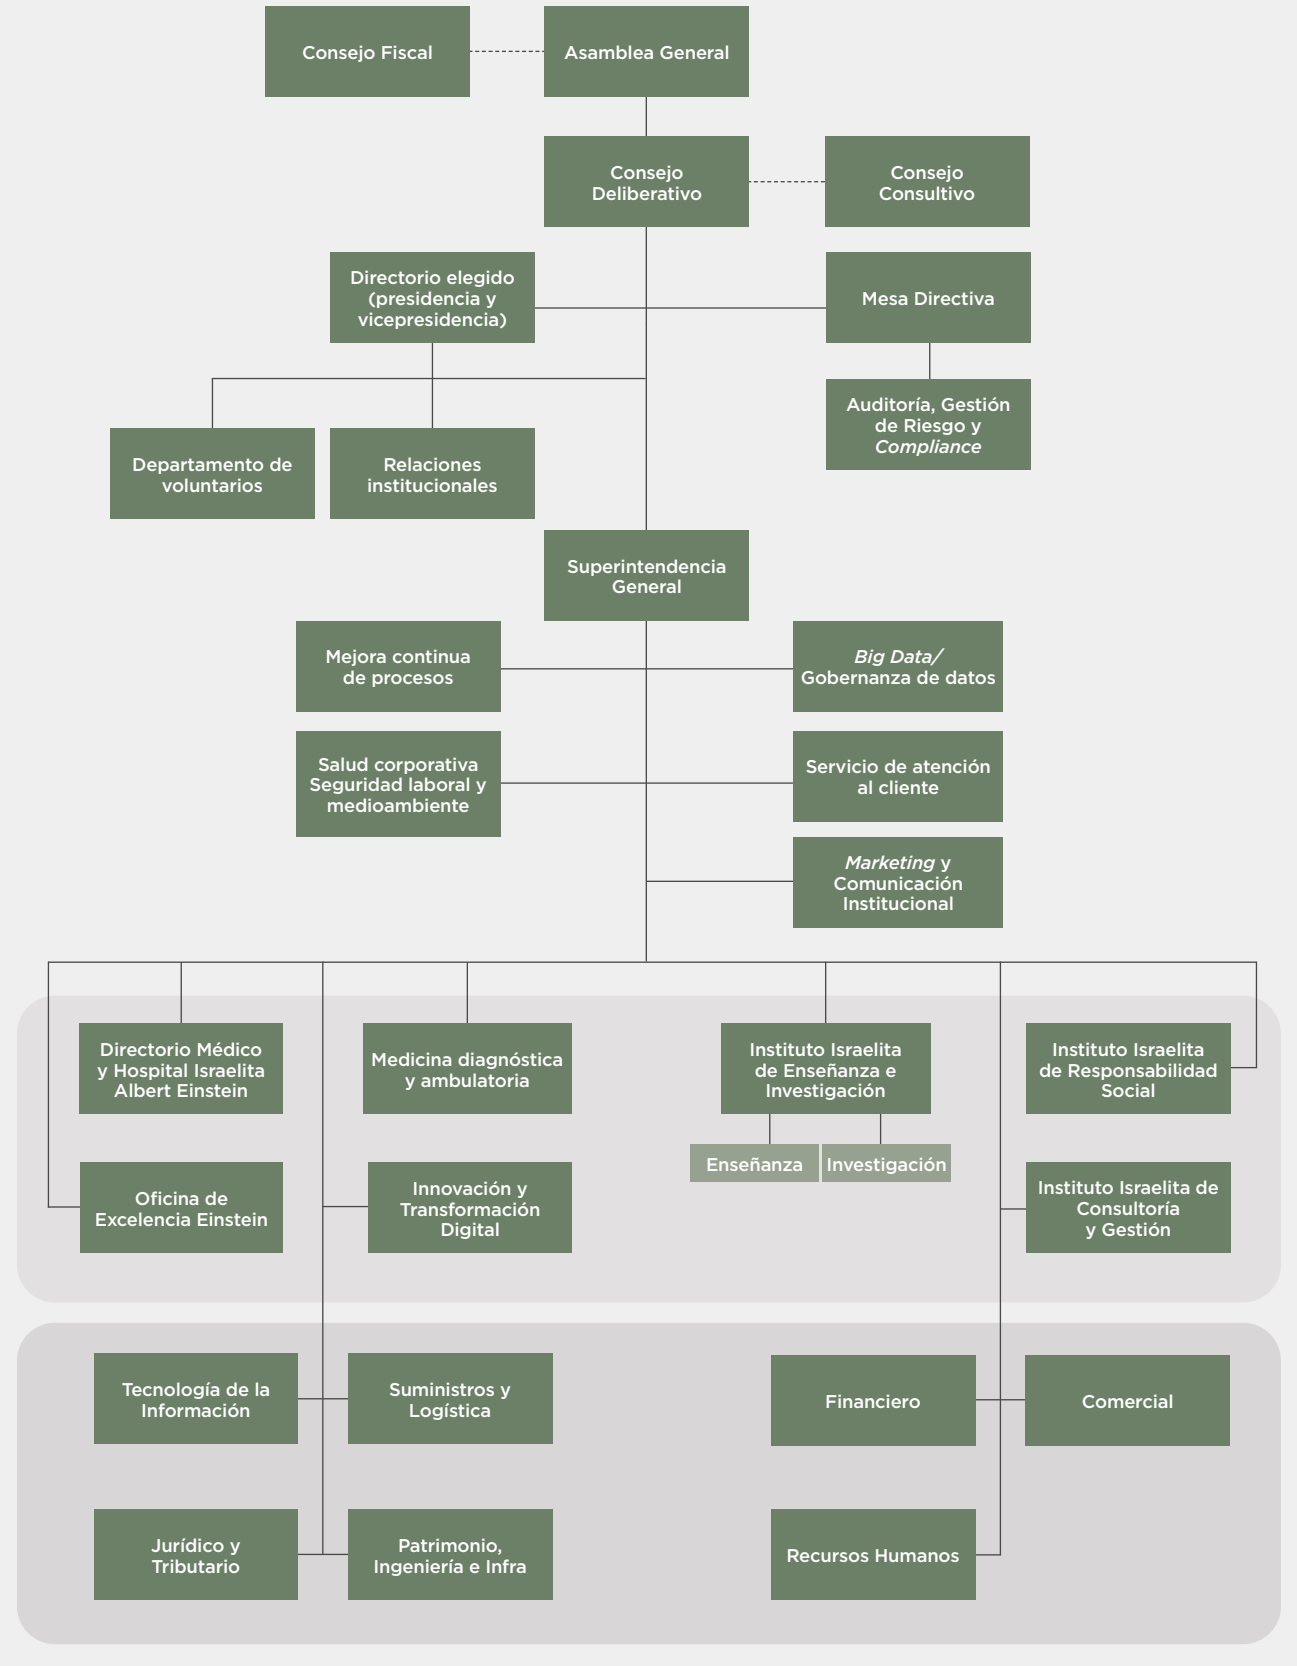 Consejo Fiscal
Asamblea General
Consejo
Deliberativo
Consejo
Consultivo
Directorio elegido
(presidencia y
vicepresidencia)
Mesa Directiva
Auditoría, Gestión
de Riesgo y
Compliance
Departamento de
voluntarios
Relaciones
institucionales
Superintendencia
General
Mejora continua
de procesos
Big Data/
Gobernanza de datos
Salud corporativa
Seguridad laboral y
medioambiente
Servicio de atención
al cliente
Marketing y
Comunicación
Institucional
Directorio Médico
y Hospital Israelita
Albert Einstein
Medicina diagnóstica
y ambulatoria
Instituto Israelita
de Enseñanza e
Investigación
Instituto Israelita
de Responsabilidad
Social
Enseñanza
Investigación
Oficina de
Excelencia Einstein
Innovación y
Transformación
Digital
Instituto Israelita de
Consultoría
y Gestión
Tecnología de la
Información
Suministros y
Logística
Financiero
Comercial
Jurídico y
Tributario
Patrimonio,
Ingeniería e Infra
Recursos Humanos